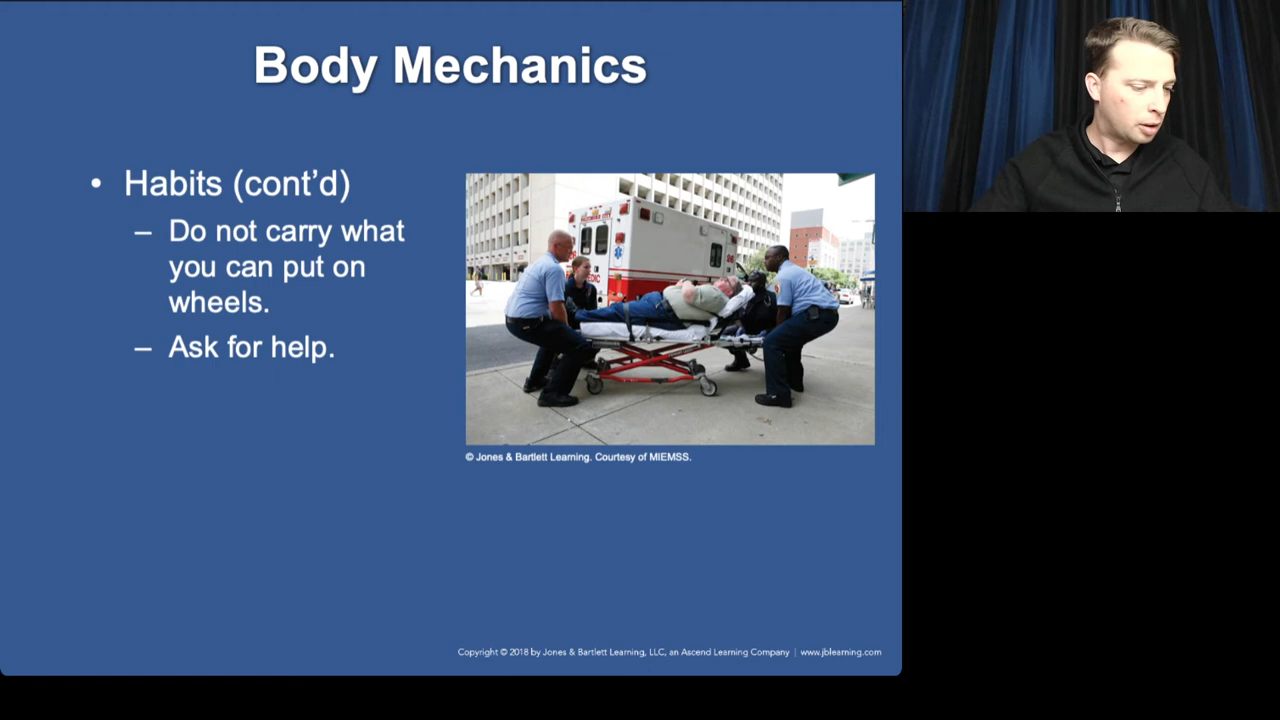 Body Mechanics
• Habits (cont’d)
– Do not carry what
you can put on
wheels.
– Ask for help.
© Jones & Bartlett Learning. Courtesy of MIEMSS.
Copyright © 2018 by Jones & Bartlett Learning, LLC, an Ascend Learning Company | www.jblearning.com